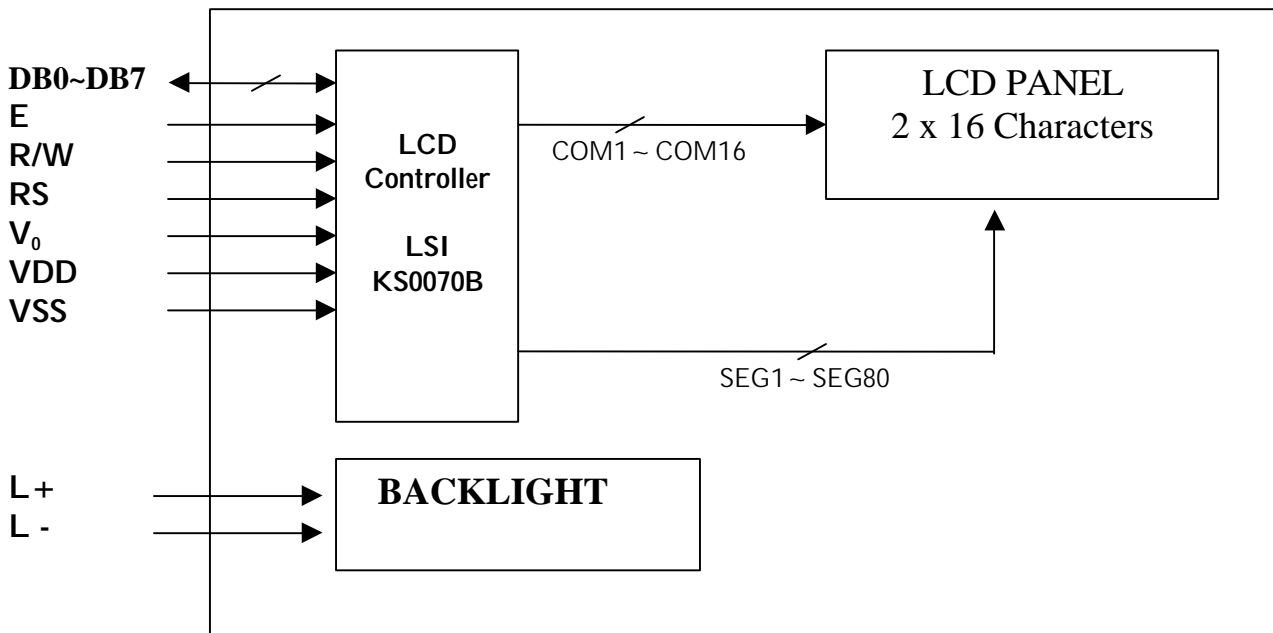 DB0~DB7
E
R/W
RS
V₀
VDD
VSS
L+
L -
LCD
Controller
LSI
KS0070B
COM1 ~ COM16
SEG1 ~ SEG80
LCD PANEL
2 x 16 Characters
BACKLIGHT